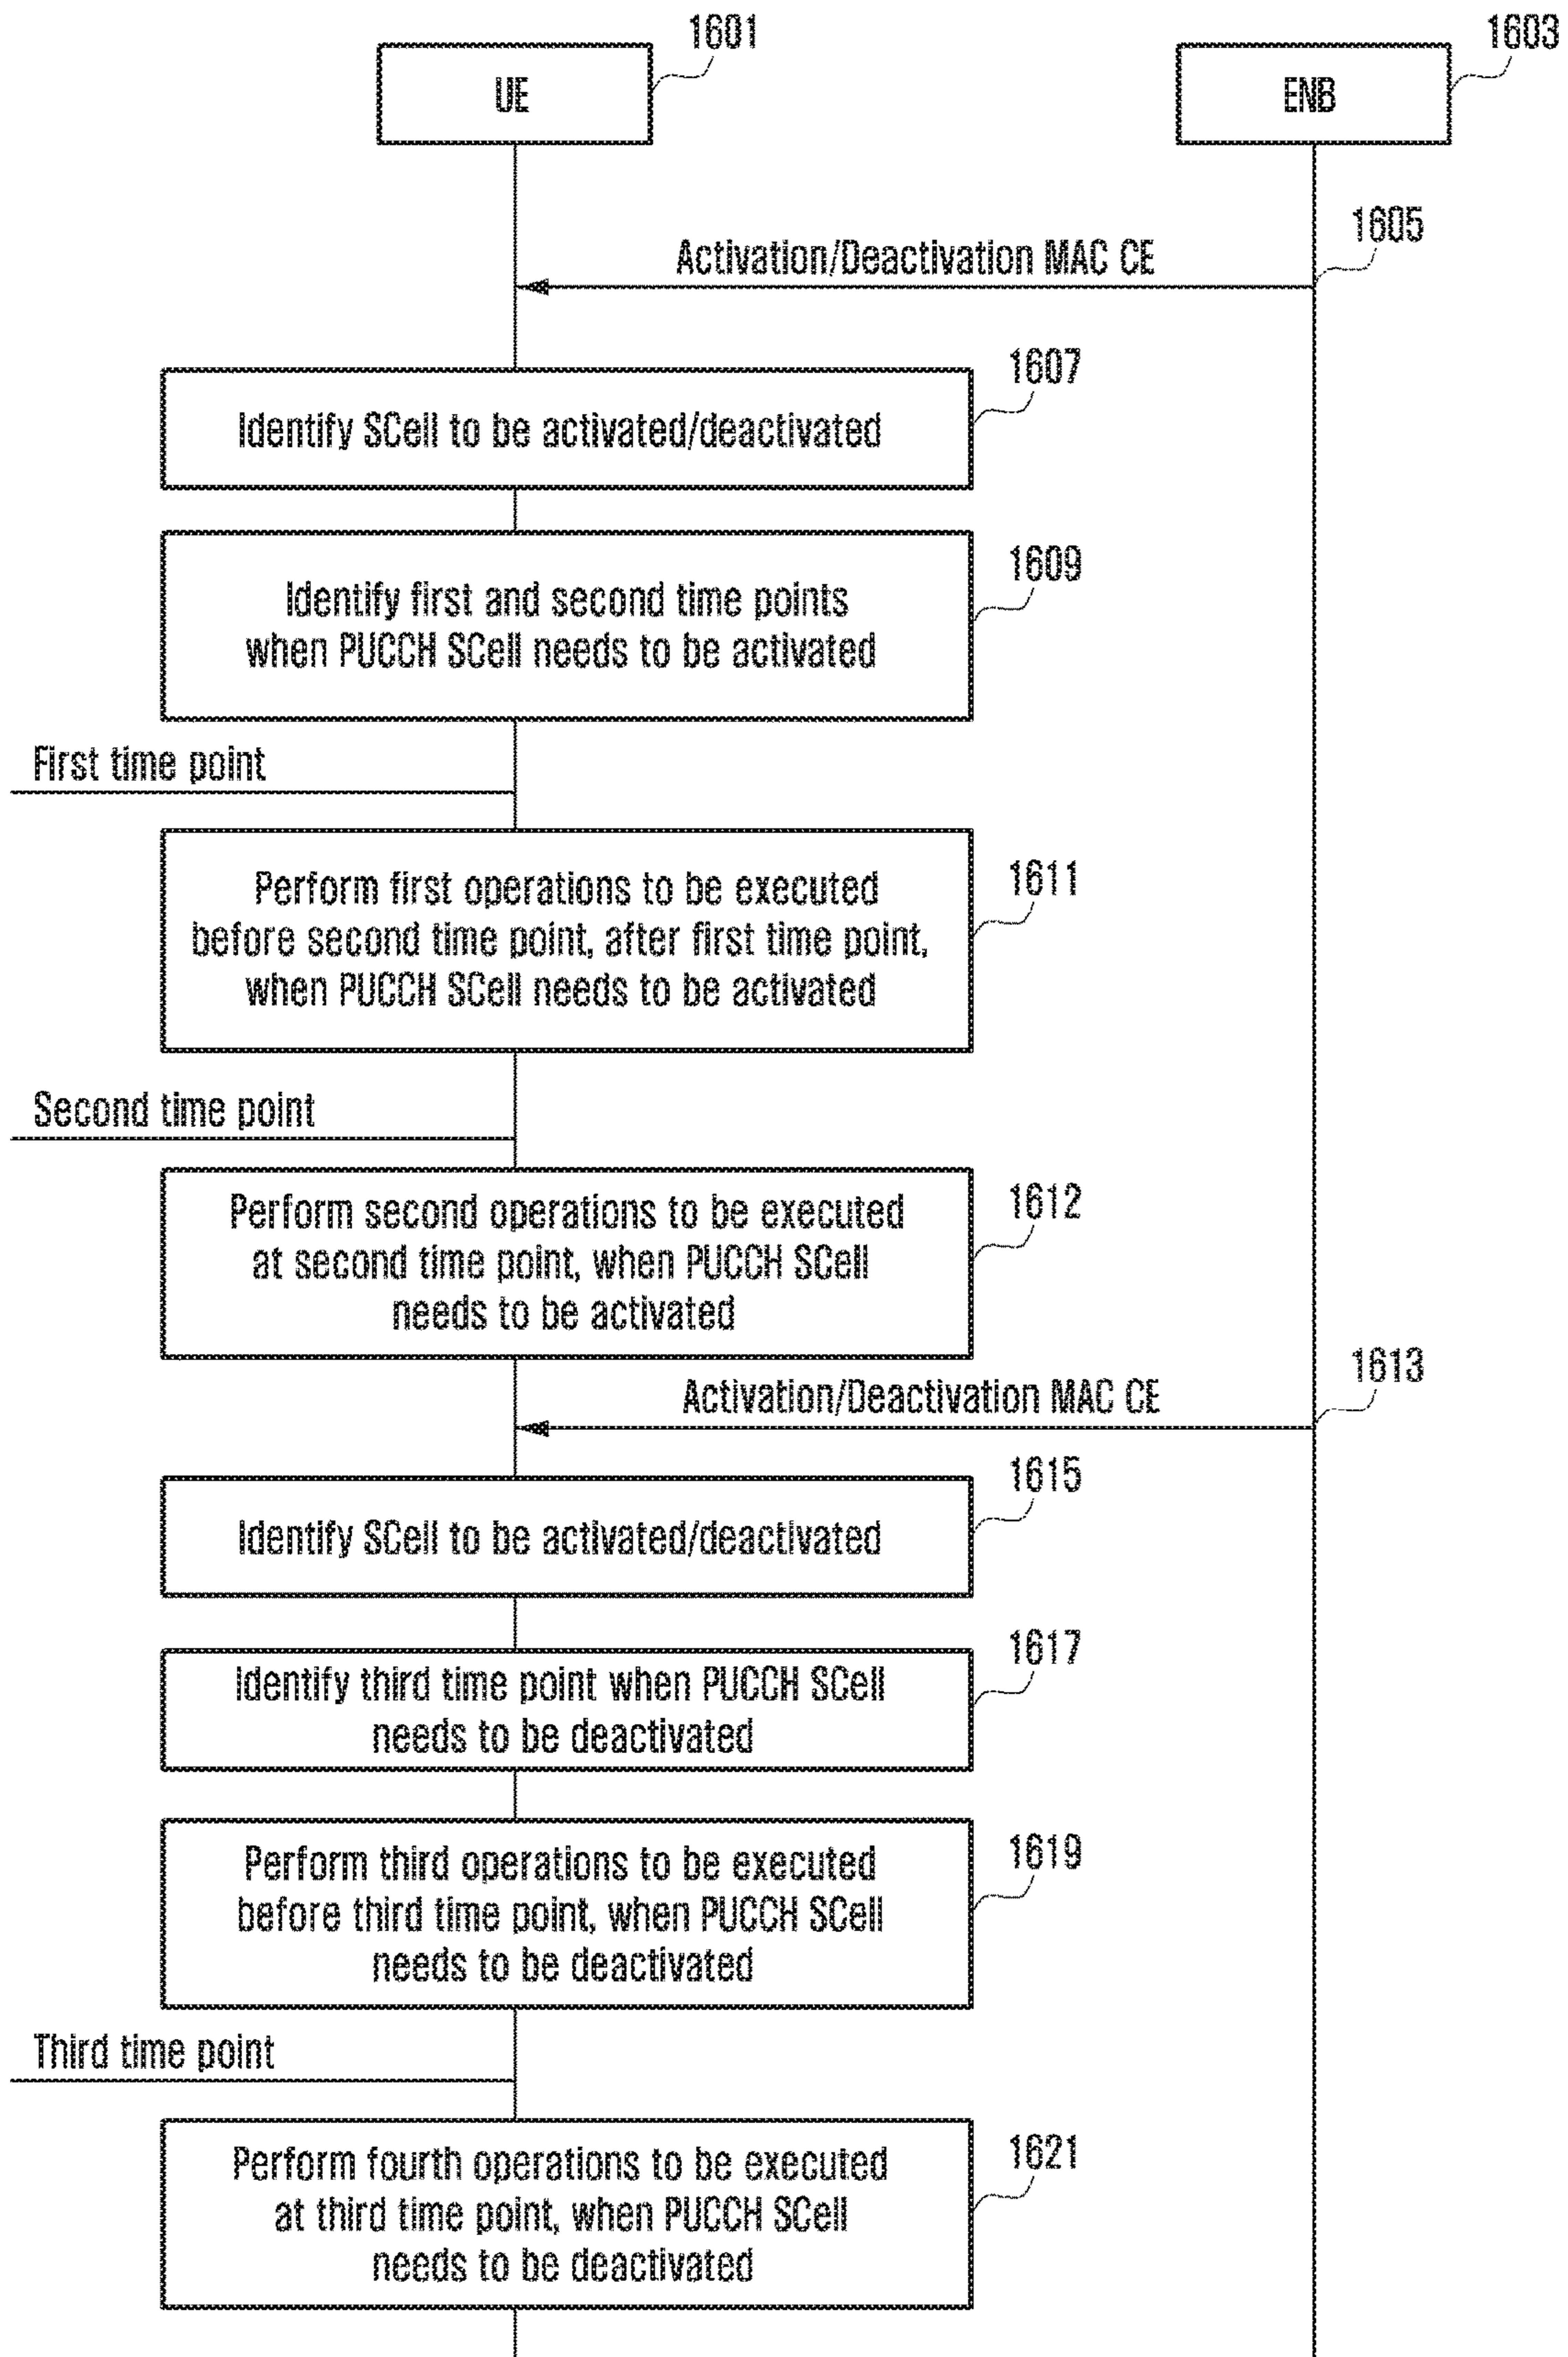 1601
1603
UE
ENB
1605
Activation/Deactivation MAC CE
1607
Identify SCell to be activated/deactivated
1609
Identify first and second time points
when PUCCH SCell needs to be activated
First time point
1611
Perform first operations to be executed
before second time point, after first time point,
when PUCCH SCell needs to be activated
Second time point
1612
Perform second operations to be executed
at second time point, when PUCCH SCell
needs to be activated
1613
Activation/Deactivation MAC CE
1615
Identify SCell to be activated/deactivated
1617
Identify third time point when PUCCH SCell
needs to be deactivated
1619
Perform third operations to be executed
before third time point, when PUCCH SCell
needs to be deactivated
Third time point
1621
Perform fourth operations to be executed
at third time point, when PUCCH SCell
needs to be deactivated